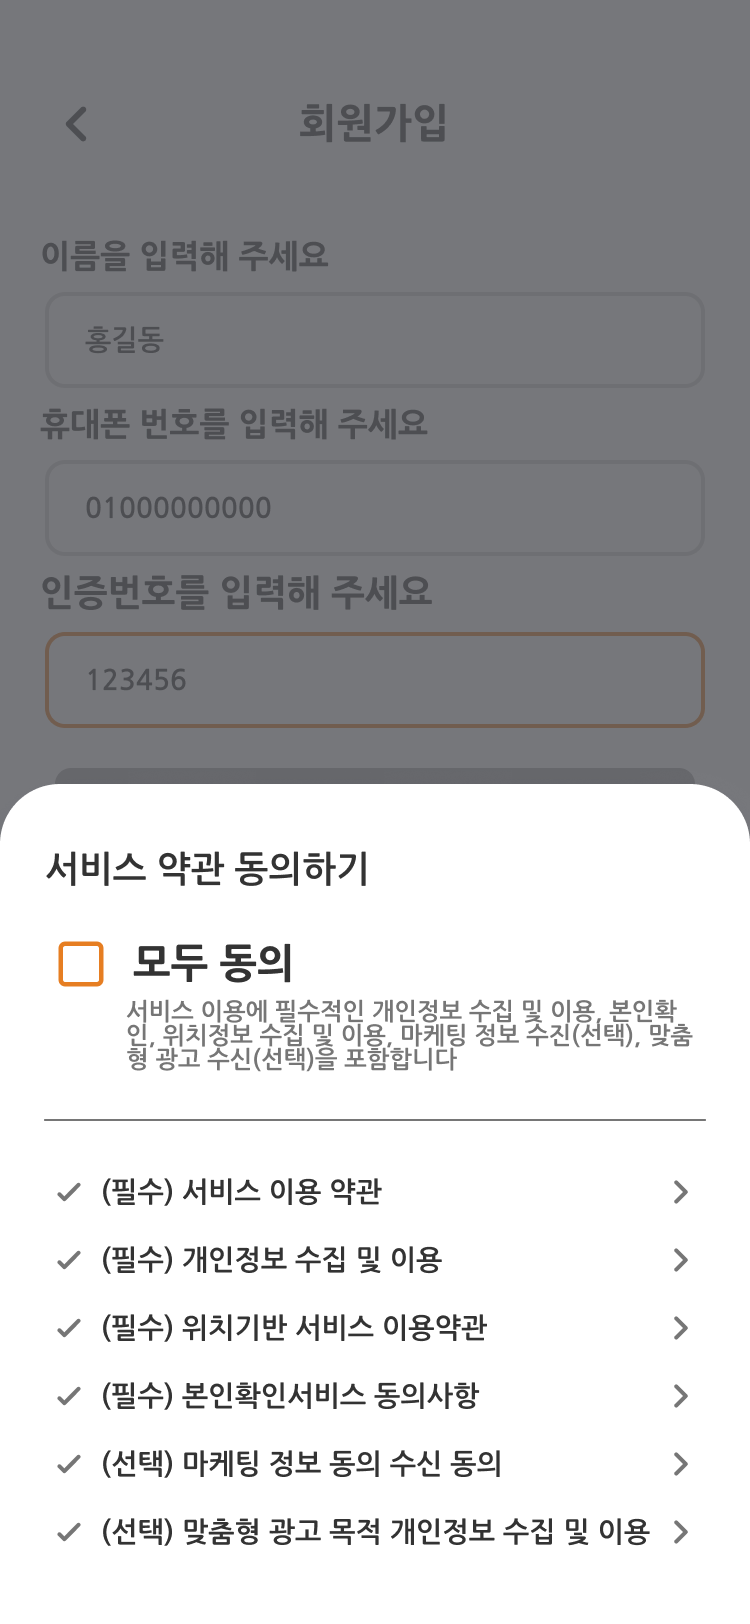 회원가입
이름을 입력해 주세요
홍길동
휴대폰 번호를 입력해 주세요
01000000000
인증번호를 입력해 주세요
123456
서비스 약관 동의하기
모두 동의
서비스 이용에 필수적인 개인정보 수집 및 이용, 본인확
인, 위치정보 수집 및 이용, 마케팅 정보 수진(선택), 맞춤
형 광고 수신(선택)을 포함합니다
(필수) 서비스 이용 약관
(필수) 개인정보 수집 및 이용
(필수) 위치기반 서비스 이용약관
(필수) 본인확인서비스 동의사항
(선택) 마케팅 정보 동의 수신 동의
(선택) 맞춤형 광고 목적 개인정보 수집 및 이용